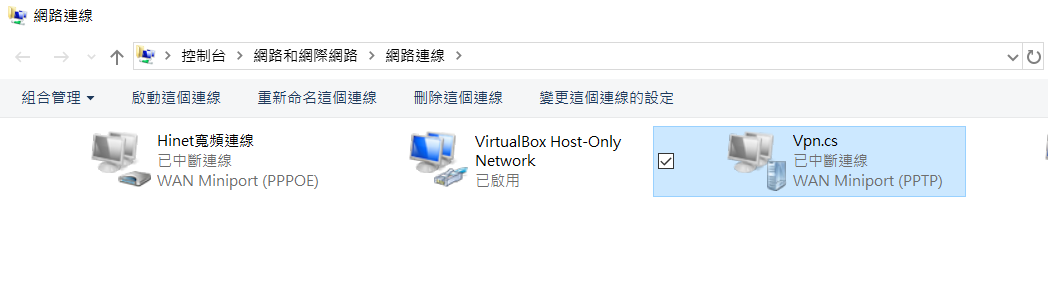 網路連線
控制台 網路和網際網路 網路連線
組合管理 啟動這個連線 重新命名這個連線 刪除這個連線 變更這個連線的設定
Hinet寬頻連線
已中斷連線
WAN Miniport (PPPOE)
VirtualBox Host-Only
Network
已啟用
Vpn.cs
已中斷連線
WAN Miniport (PPTP)